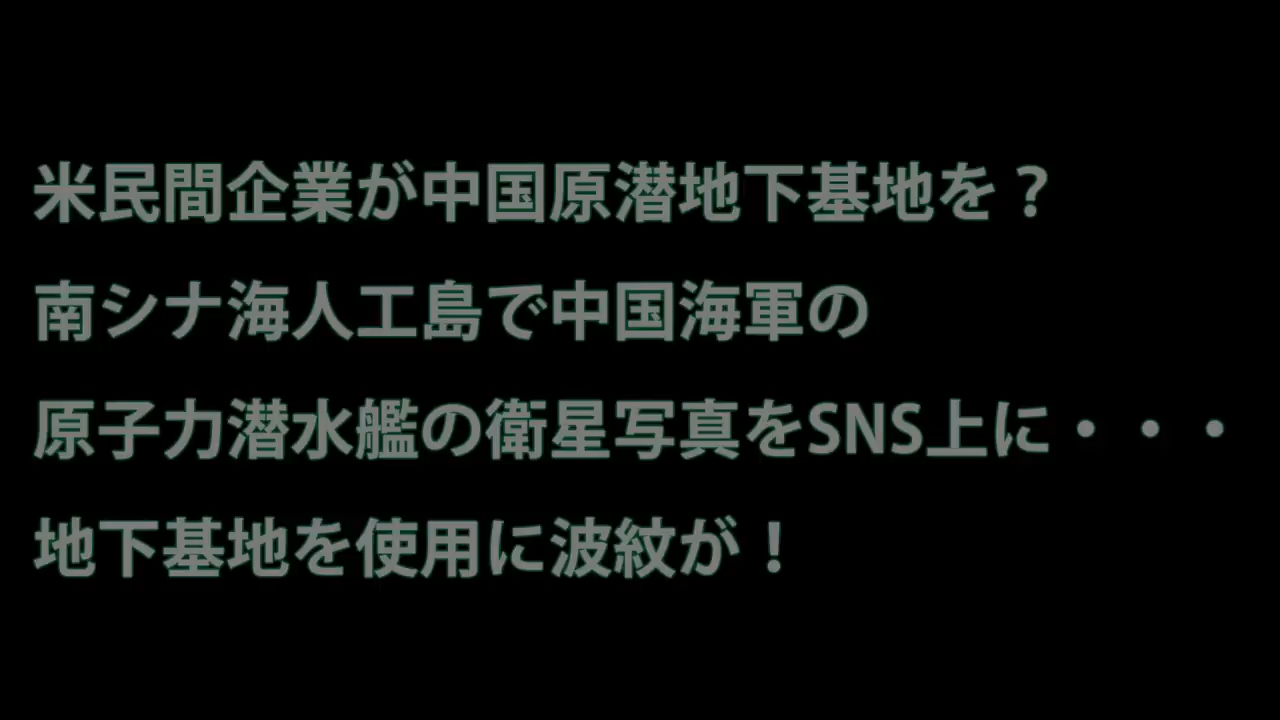 米民間企業が中国原潜地下基地を？
南シナ海人工島で中国海軍の
原子力潜水艦の衛星写真をSNS上に・・・
地下基地を使用に波紋が！